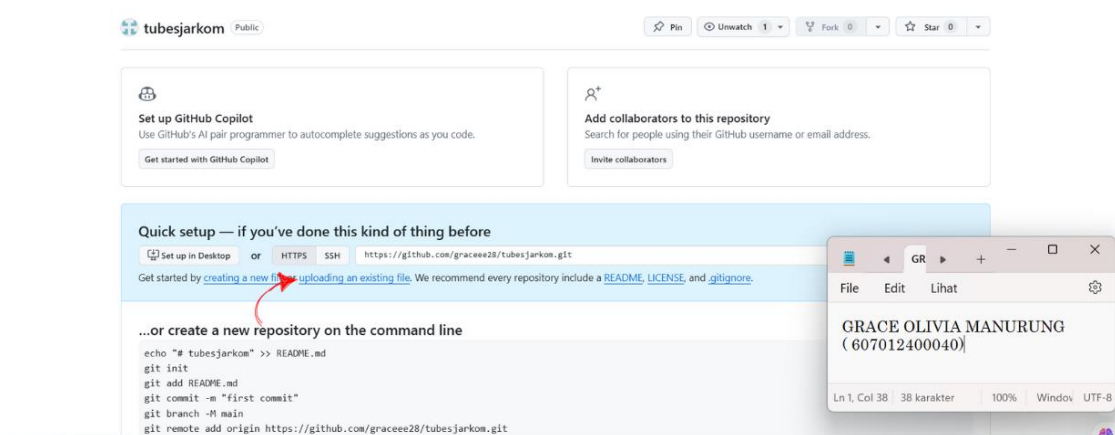 tubesjarkom Public Pin Unwatch 1 Fork 0 Star 0
Set up GitHub Copilot
Use GitHub's AI pair programmer to autocomplete suggestions as you code.
Get started with GitHub Copilot
Add collaborators to this repository
Search for people using their GitHub username or email address.
Invite collaborators
Quick setup — if you've done this kind of thing before
Set up in Desktop or HTTPS SSH https://github.com/graceee28/tubesjarkom.git
Get started by creating a new file or uploading an existing file. We recommend every repository include a README, LICENSE, and .gitignore.
...or create a new repository on the command line
echo "# tubesjarkom" >> README.md
git init
git add README.md
git commit -m "first commit"
git branch -M main
git remote add origin https://github.com/graceee28/tubesjarkom.git
GR
File Edit Lihat
GRACE OLIVIA MANURUNG
( 607012400040)
Ln 1, Col 38 38 karakter 100% Window UTF-8